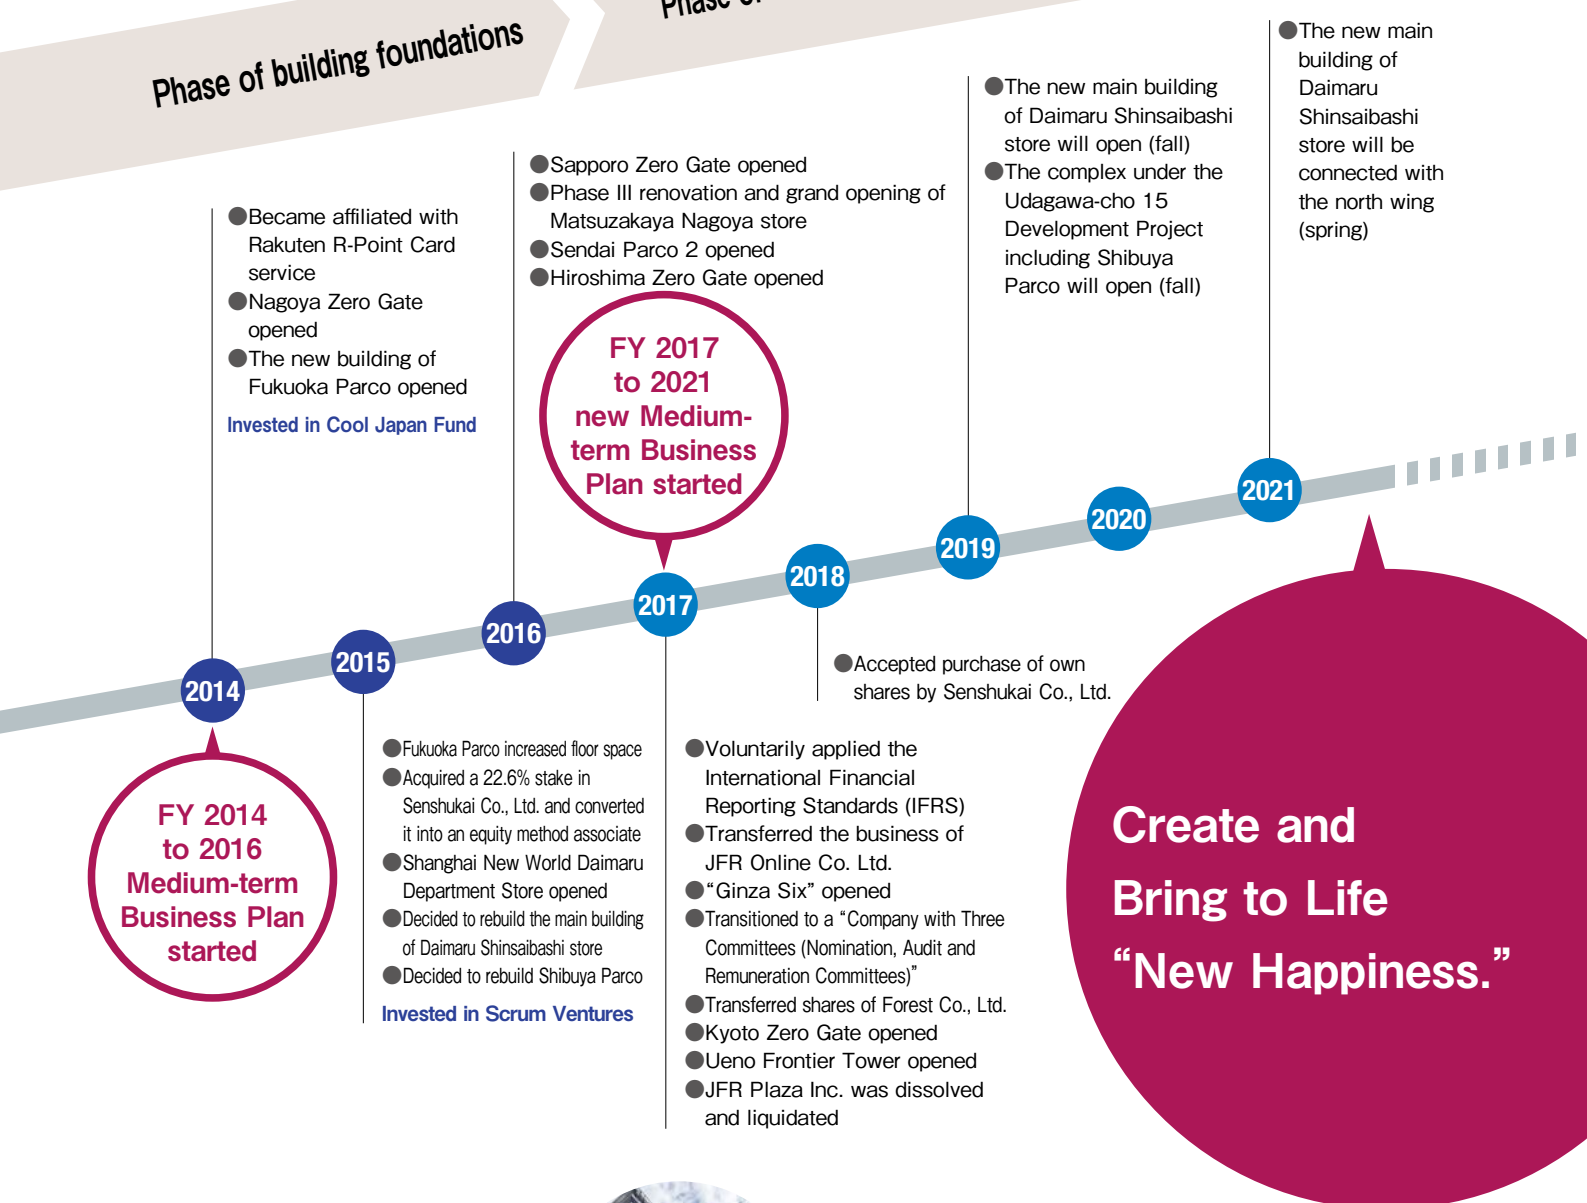 Phase of building foundations
Phase of
●Became affiliated with
Rakuten R-Point Card
service
●Nagoya Zero Gate
opened
●The new building of
Fukuoka Parco opened
Invested in Cool Japan Fund
●Sapporo Zero Gate opened
●Phase III renovation and grand opening of
Matsuzakaya Nagoya store
●Sendai Parco 2 opened
●Hiroshima Zero Gate opened
●The new main building
of Daimaru Shinsaibashi
store will open (fall)
●The complex under the
Udagawa-cho 15
Development Project
including Shibuya
Parco will open (fall)
●The new main
building of
Daimaru
Shinsaibashi
store will be
connected with
the north wing
(spring)
FY 2017
to 2021
new Medium-
term Business
Plan started
2014
2015
2016
2017
2018
2019
2020
2021
FY 2014
to 2016
Medium-term
Business Plan
started
●Fukuoka Parco increased floor space
●Acquired a 22.6% stake in
Senshukai Co., Ltd. and converted
it into an equity method associate
●Shanghai New World Daimaru
Department Store opened
●Decided to rebuild the main building
of Daimaru Shinsaibashi store
●Decided to rebuild Shibuya Parco
Invested in Scrum Ventures
●Voluntarily applied the
International Financial
Reporting Standards (IFRS)
●Transferred the business of
JFR Online Co. Ltd.
●“Ginza Six” opened
●Transitioned to a “Company with Three
Committees (Nomination, Audit and
Remuneration Committees)”
●Transferred shares of Forest Co., Ltd.
●Kyoto Zero Gate opened
●Ueno Frontier Tower opened
●JFR Plaza Inc. was dissolved
and liquidated
●Accepted purchase of own
shares by Senshukai Co., Ltd.
Create and
Bring to Life
“New Happiness.”